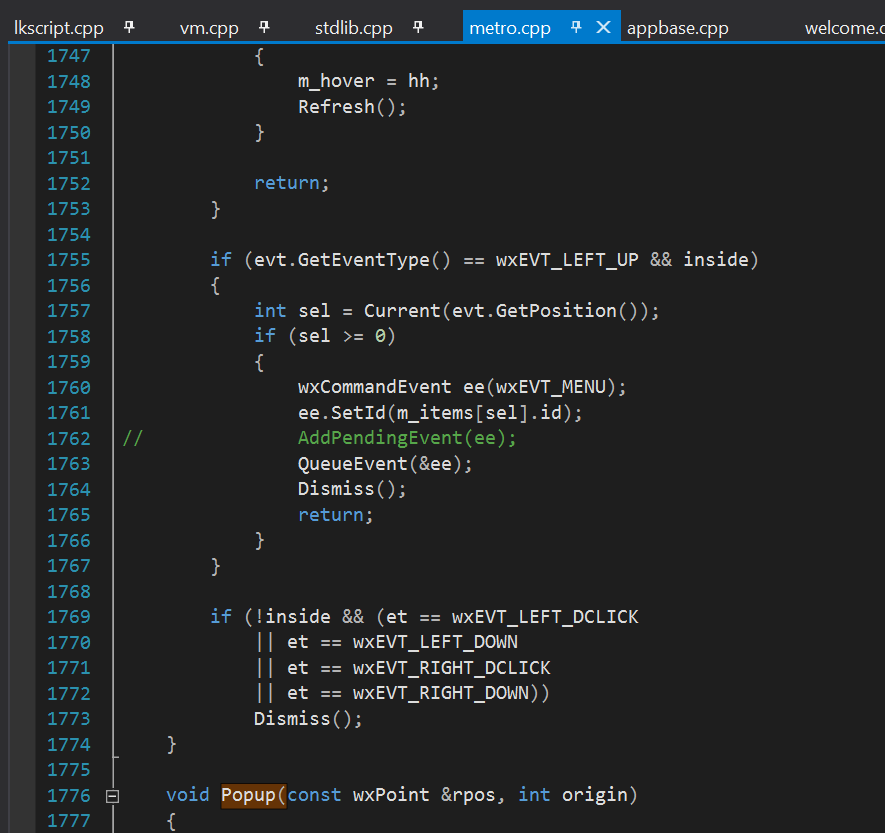 lkscript.cpp vm.cpp stdlib.cpp metro.cpp appbase.cpp welcome.c
1747 {
1748 m_hover = hh;
1749 Refresh();
1750 }
1751
1752 return;
1753 }
1754
1755 if (evt.GetEventType() == wxEVT_LEFT_UP && inside)
1756 {
1757 int sel = Current(evt.GetPosition());
1758 if (sel >= 0)
1759 {
1760 wxCommandEvent ee(wxEVT_MENU);
1761 ee.SetId(m_items[sel].id);
1762 // AddPendingEvent(ee);
1763 QueueEvent(&ee);
1764 Dismiss();
1765 return;
1766 }
1767 }
1768
1769 if (!inside && (et == wxEVT_LEFT_DCLICK
1770 || et == wxEVT_LEFT_DOWN
1771 || et == wxEVT_RIGHT_DCLICK
1772 || et == wxEVT_RIGHT_DOWN))
1773 Dismiss();
1774 }
1775
1776 void Popup(const wxPoint &rpos, int origin)
1777 {